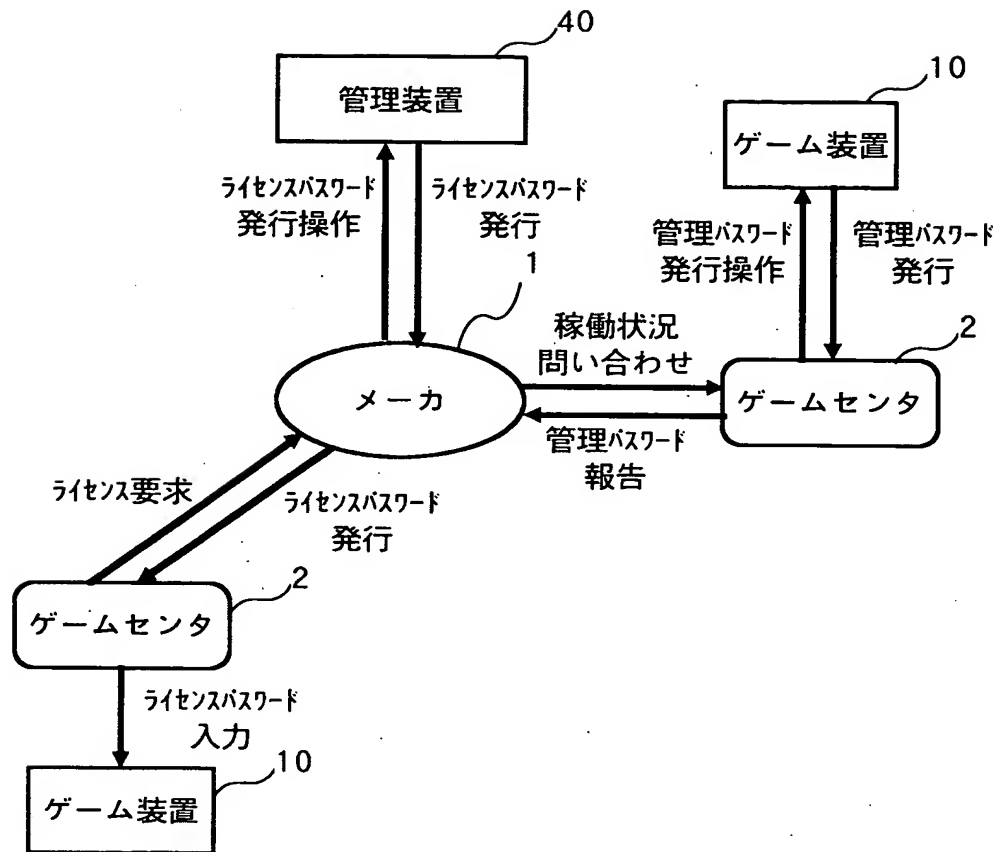 40
管理装置
10
ゲーム装置
ﾗｲｾﾝｽﾊﾟｽﾜｰﾄﾞ
発行操作
ﾗｲｾﾝｽﾊﾟｽﾜｰﾄﾞ
発行
管理ﾊﾟｽﾜｰﾄﾞ
発行操作
管理ﾊﾟｽﾜｰﾄﾞ
発行
1
メーカ
稼働状況
問い合わせ
2
ゲームセンタ
管理ﾊﾟｽﾜｰﾄﾞ
報告
ﾗｲｾﾝｽ要求
ﾗｲｾﾝｽﾊﾟｽﾜｰﾄﾞ
発行
2
ゲームセンタ
ﾗｲｾﾝｽﾊﾟｽﾜｰﾄﾞ
入力
10
ゲーム装置